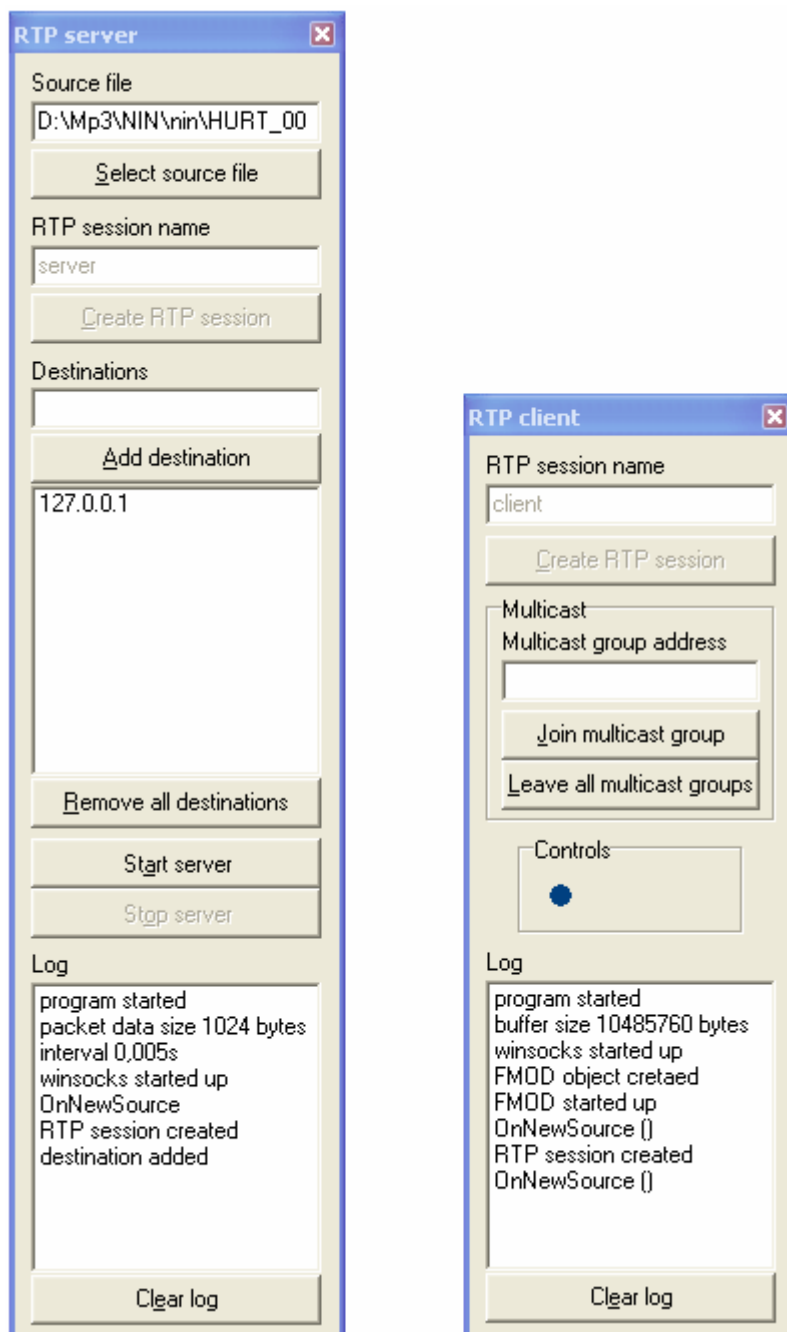 RTP server
Source file
D:\Mp3\NIN\nin\HURT_00
Select source file
RTP session name
server
Create RTP session
Destinations
Add destination
127.0.0.1
Remove all destinations
Start server
Stop server
Log
program started
packet data size 1024 bytes
interval 0,005s
winsocks started up
OnNewSource
RTP session created
destination added
Clear log
RTP client
RTP session name
client
Create RTP session
Multicast
Multicast group address
Join multicast group
Leave all multicast groups
Controls
Log
program started
buffer size 10485760 bytes
winsocks started up
FMOD object cretaed
FMOD started up
OnNewSource ()
RTP session created
OnNewSource ()
Clear log